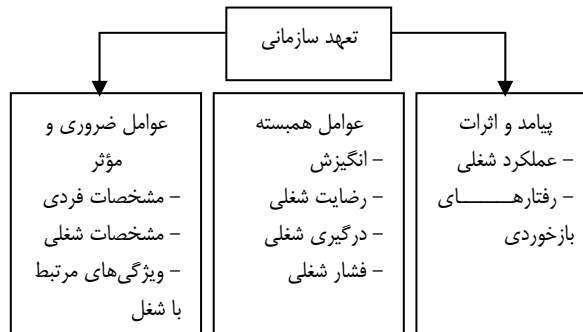 تعهد سازمانی
پیامد و اثرات
- عملکرد شغلی
- رفتارهــــــای
بازخوردی
عوامل همبسته
- انگیزش
- رضایت شغلی
- درگیری شغلی
- فشار شغلی
عوامل ضروری و
مؤثر
- مشخصات فردی
- مشخصات شغلی
- ویژگی‌های مرتبط
با شغل